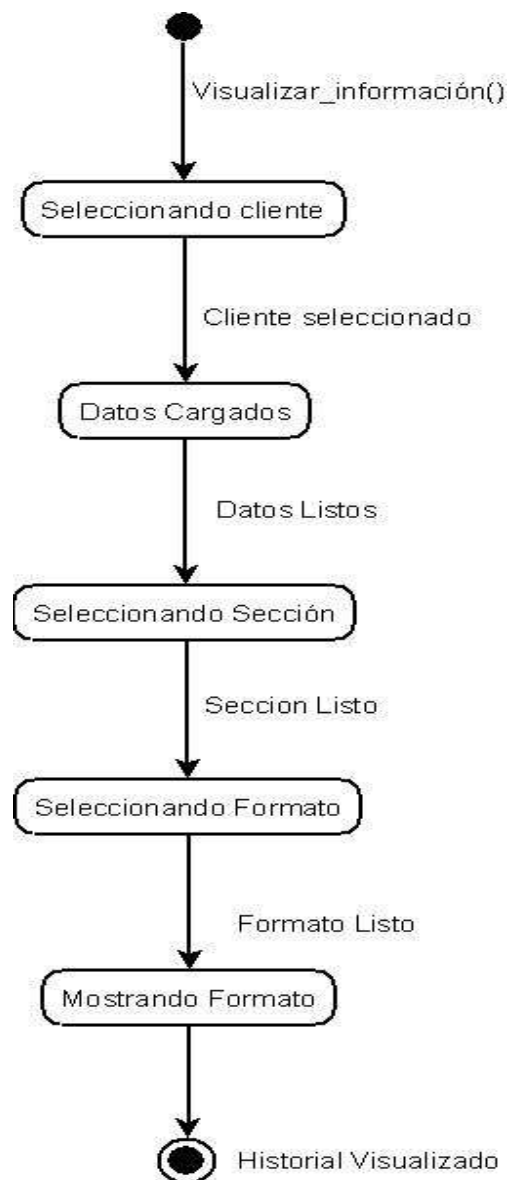 Visualizar_información()
Seleccionando cliente
Cliente seleccionado
Datos Cargados
Datos Listos
Seleccionando Sección
Seccion Listo
Seleccionando Formato
Formato Listo
Mostrando Formato
Historial Visualizado